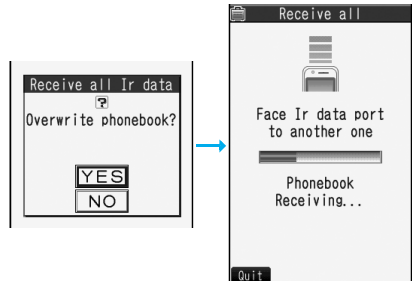 Receive all Ir data
?
Overwrite phonebook?
YES
NO
Receive all
Face Ir data port
to another one
Phonebook
Receiving...
Quit